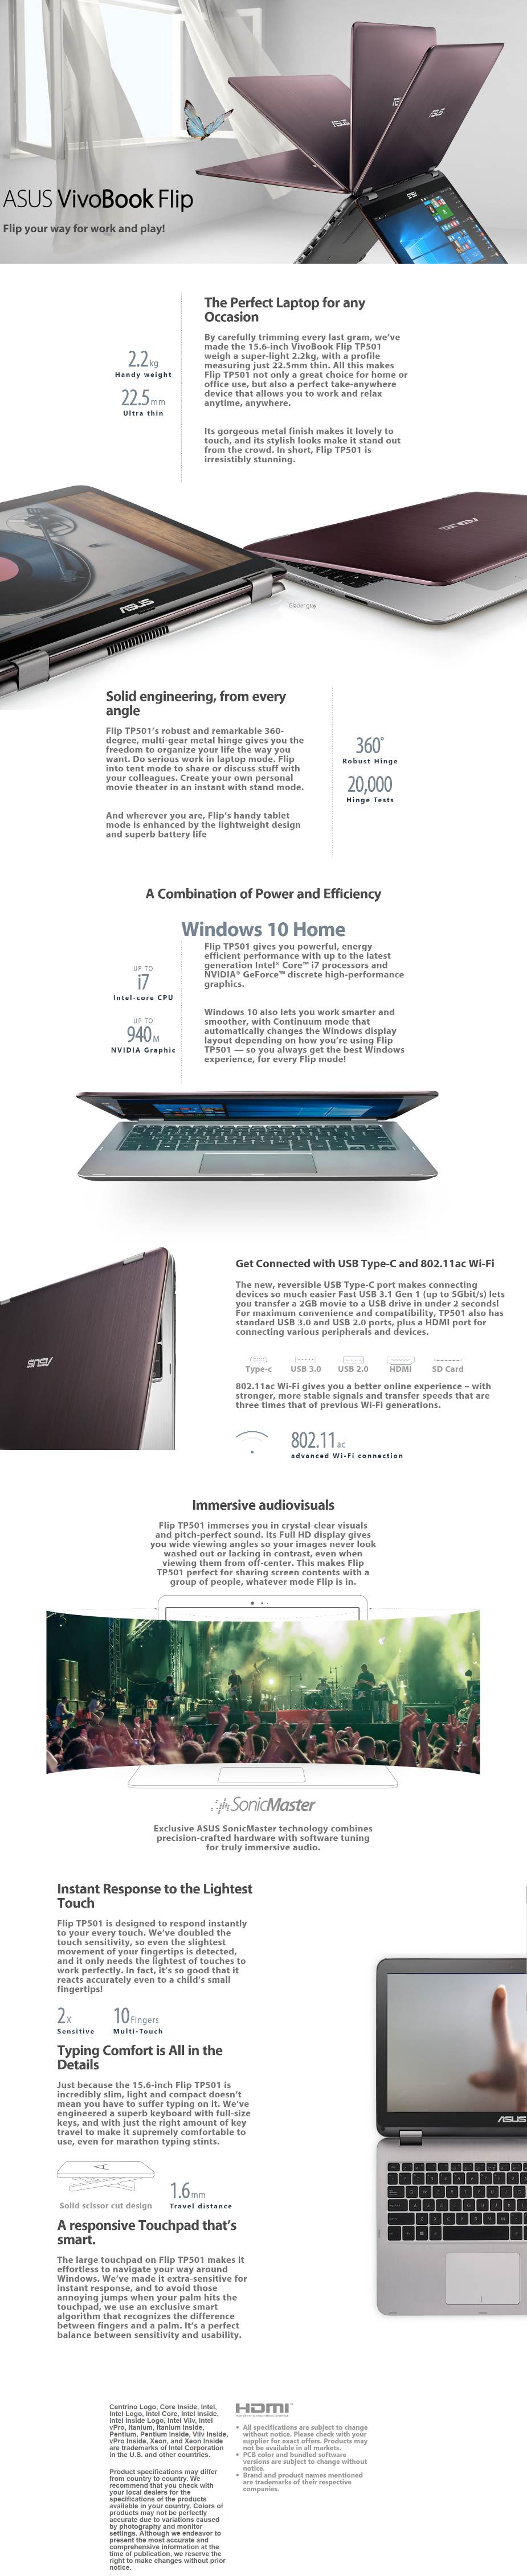 ASUS VivoBook Flip
Flip your way for work and play!
The Perfect Laptop for any
Occasion
By carefully trimming every last gram, we've
made the 15.6-inch VivoBook Flip TP501
weigh a super-light 2.2kg, with a profile
measuring just 22.5mm thin. All this makes
Flip TP501 not only a great choice for home or
office use, but also a perfect take-anywhere
device that allows you to work and relax
anytime, anywhere.
Its gorgeous metal finish makes it lovely to
touch, and its stylish looks make it stand out
from the crowd. In short, Flip TP501 is
irresistibly stunning.
2.2kg
Handy weight
22.5mm
Ultra thin
ASUS
ASUS
Glacier gray
Solid engineering, from every
angle
Flip TP501's robust and remarkable 360-
degree, multi-gear metal hinge gives you the
freedom to organize your life the way you
want. Do serious work in laptop mode. Flip
into tent mode to share or discuss stuff with
your colleagues. Create your own personal
movie theater in an instant with stand mode.
And wherever you are, Flip's handy tablet
mode is enhanced by the lightweight design
and superb battery life
360°
Robust Hinge
20,000
Hinge Tests
A Combination of Power and Efficiency
Windows 10 Home
Flip TP501 gives you powerful, energy-
efficient performance with up to the latest
generation Intel® Core™ i7 processors and
NVIDIA® GeForce™ discrete high-performance
graphics.
Windows 10 also lets you work smarter and
smoother, with Continuum mode that
automatically changes the Windows display
layout depending on how you're using Flip
TP501 — so you always get the best Windows
experience, for every Flip mode!
UP TO
i7
Intel-core CPU
UP TO
940M
NVIDIA Graphic
ASUS
Get Connected with USB Type-C and 802.11ac Wi-Fi
The new, reversible USB Type-C port makes connecting
devices so much easier Fast USB 3.1 Gen 1 (up to 5Gbit/s) lets
you transfer a 2GB movie to a USB drive in under 2 seconds!
For maximum convenience and compatibility, TP501 also has
standard USB 3.0 and USB 2.0 ports, plus a HDMI port for
connecting various peripherals and devices.
Type-c USB 3.0 USB 2.0 HDMI SD Card
802.11ac Wi-Fi gives you a better online experience – with
stronger, more stable signals and transfer speeds that are
three times that of previous Wi-Fi generations.
802.11ac
advanced Wi-Fi connection
Immersive audiovisuals
Flip TP501 immerses you in crystal-clear visuals
and pitch-perfect sound. Its Full HD display gives
you wide viewing angles so your images never look
washed out or lacking in contrast, even when
viewing them from off-center. This makes Flip
TP501 perfect for sharing screen contents with a
group of people, whatever mode Flip is in.
SonicMaster
Exclusive ASUS SonicMaster technology combines
precision-crafted hardware with software tuning
for truly immersive audio.
Instant Response to the Lightest
Touch
Flip TP501 is designed to respond instantly
to your every touch. We've doubled the
touch sensitivity, so even the slightest
movement of your fingertips is detected,
and it only needs the lightest of touches to
work perfectly. In fact, it's so good that it
reacts accurately even to a child's small
fingertips!
2x
Sensitive
10Fingers
Multi-Touch
Typing Comfort is All in the
Details
Just because the 15.6-inch Flip TP501 is
incredibly slim, light and compact doesn't
mean you have to suffer typing on it. We've
engineered a superb keyboard with full-size
keys, and with just the right amount of key
travel to make it supremely comfortable to
use, even for marathon typing stints.
A
Solid scissor cut design
1.6mm
Travel distance
A responsive Touchpad that's
smart.
The large touchpad on Flip TP501 makes it
effortless to navigate your way around
Windows. We've made it extra-sensitive for
instant response, and to avoid those
annoying jumps when your palm hits the
touchpad, we use an exclusive smart
algorithm that recognizes the difference
between fingers and a palm. It's a perfect
balance between sensitivity and usability.
ASUS
Centrino Logo, Core Inside, Intel,
Intel Logo, Intel Core, Intel Inside,
Intel Inside Logo, Intel Viiv, Intel
vPro, Itanium, Itanium Inside,
Pentium, Pentium Inside, Viiv Inside,
vPro Inside, Xeon, and Xeon Inside
are trademarks of Intel Corporation
in the U.S. and other countries.
Product specifications may differ
from country to country. We
recommend that you check with
your local dealers for the
specifications of the products
available in your country. Colors of
products may not be perfectly
accurate due to variations caused
by photography and monitor
settings. Although we endeavor to
present the most accurate and
comprehensive information at the
time of publication, we reserve the
right to make changes without prior
notice.
HDMI™
• All specifications are subject to change
without notice. Please check with your
supplier for exact offers. Products may
not be available in all markets.
• PCB color and bundled software
versions are subject to change without
notice.
• Brand and product names mentioned
are trademarks of their respective
companies.